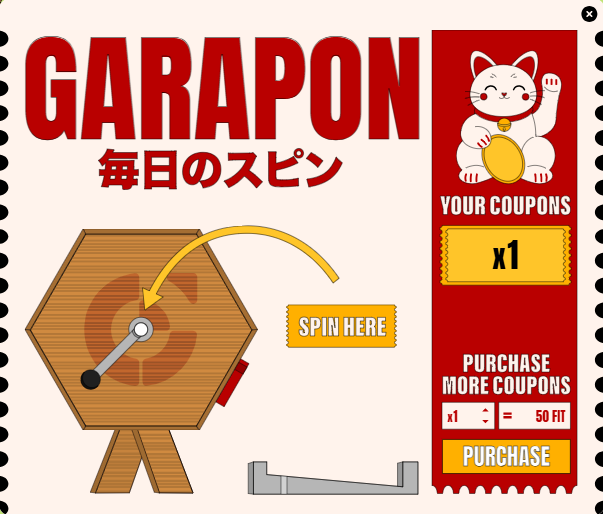 GARAPON
毎日のスピン
SPIN HERE
YOUR COUPONS
x1
PURCHASE
MORE COUPONS
x1 = 50 FIT
PURCHASE